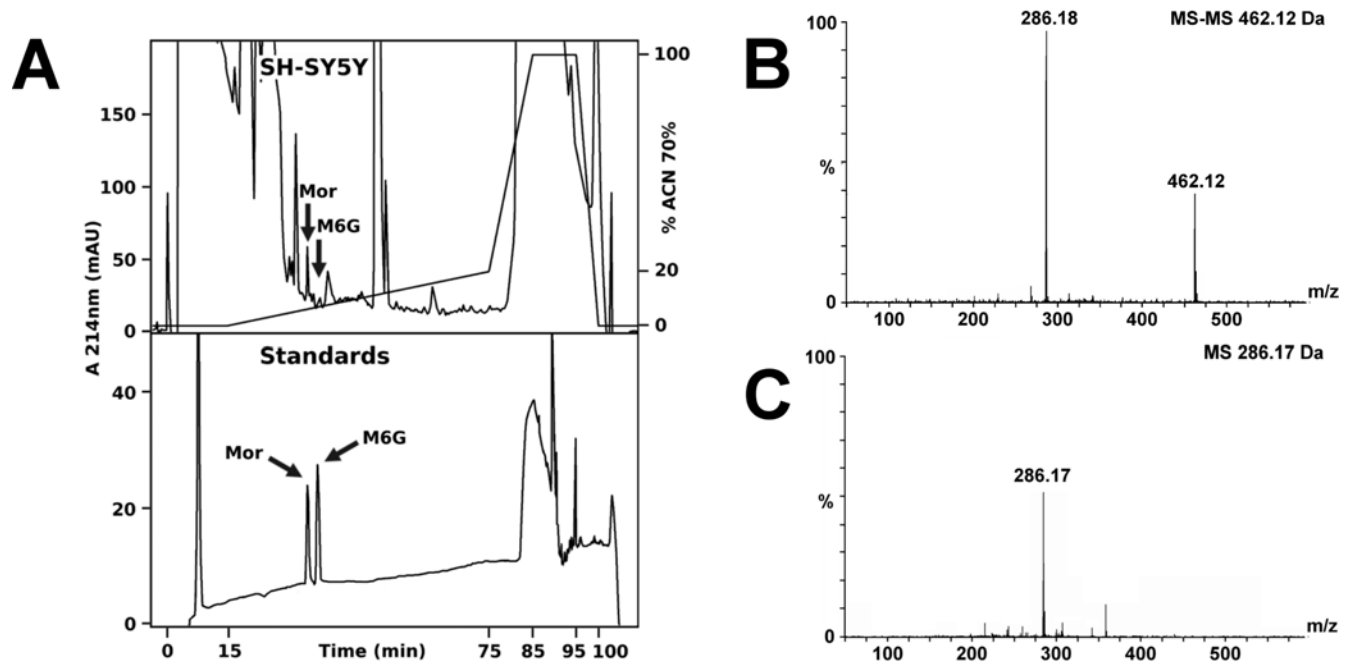 A
SH-SY5Y
Mor
M6G
150
100
50
0
A 214nm (mAU)
100
20
0
% ACN 70%
Standards
Mor
M6G
40
20
0
0 15 Time (min) 75 85 95 100
B
100
%
0
286.18
MS-MS 462.12 Da
462.12
m/z
100 200 300 400 500
C
100
%
0
MS 286.17 Da
286.17
m/z
100 200 300 400 500